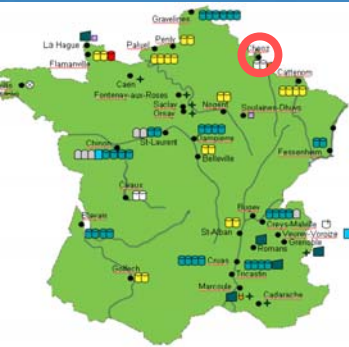 Gravelines
Penly
Paluel
La Hague
Flamanville
Chooz
Cattenom
Caen
Fontenay-aux-Roses
Saclay
Orsay
Nogent
Soulaines-Dhuys
Fessenheim
St-Laurent
Dampierre
Chinon
Belleville
Civaux
Blayais
Bugey
Creys-Malville
St-Alban
Veurey-Voroize
Grenoble
Romans
Cruas
Tricastin
Golfech
Marcoule
Cadarache